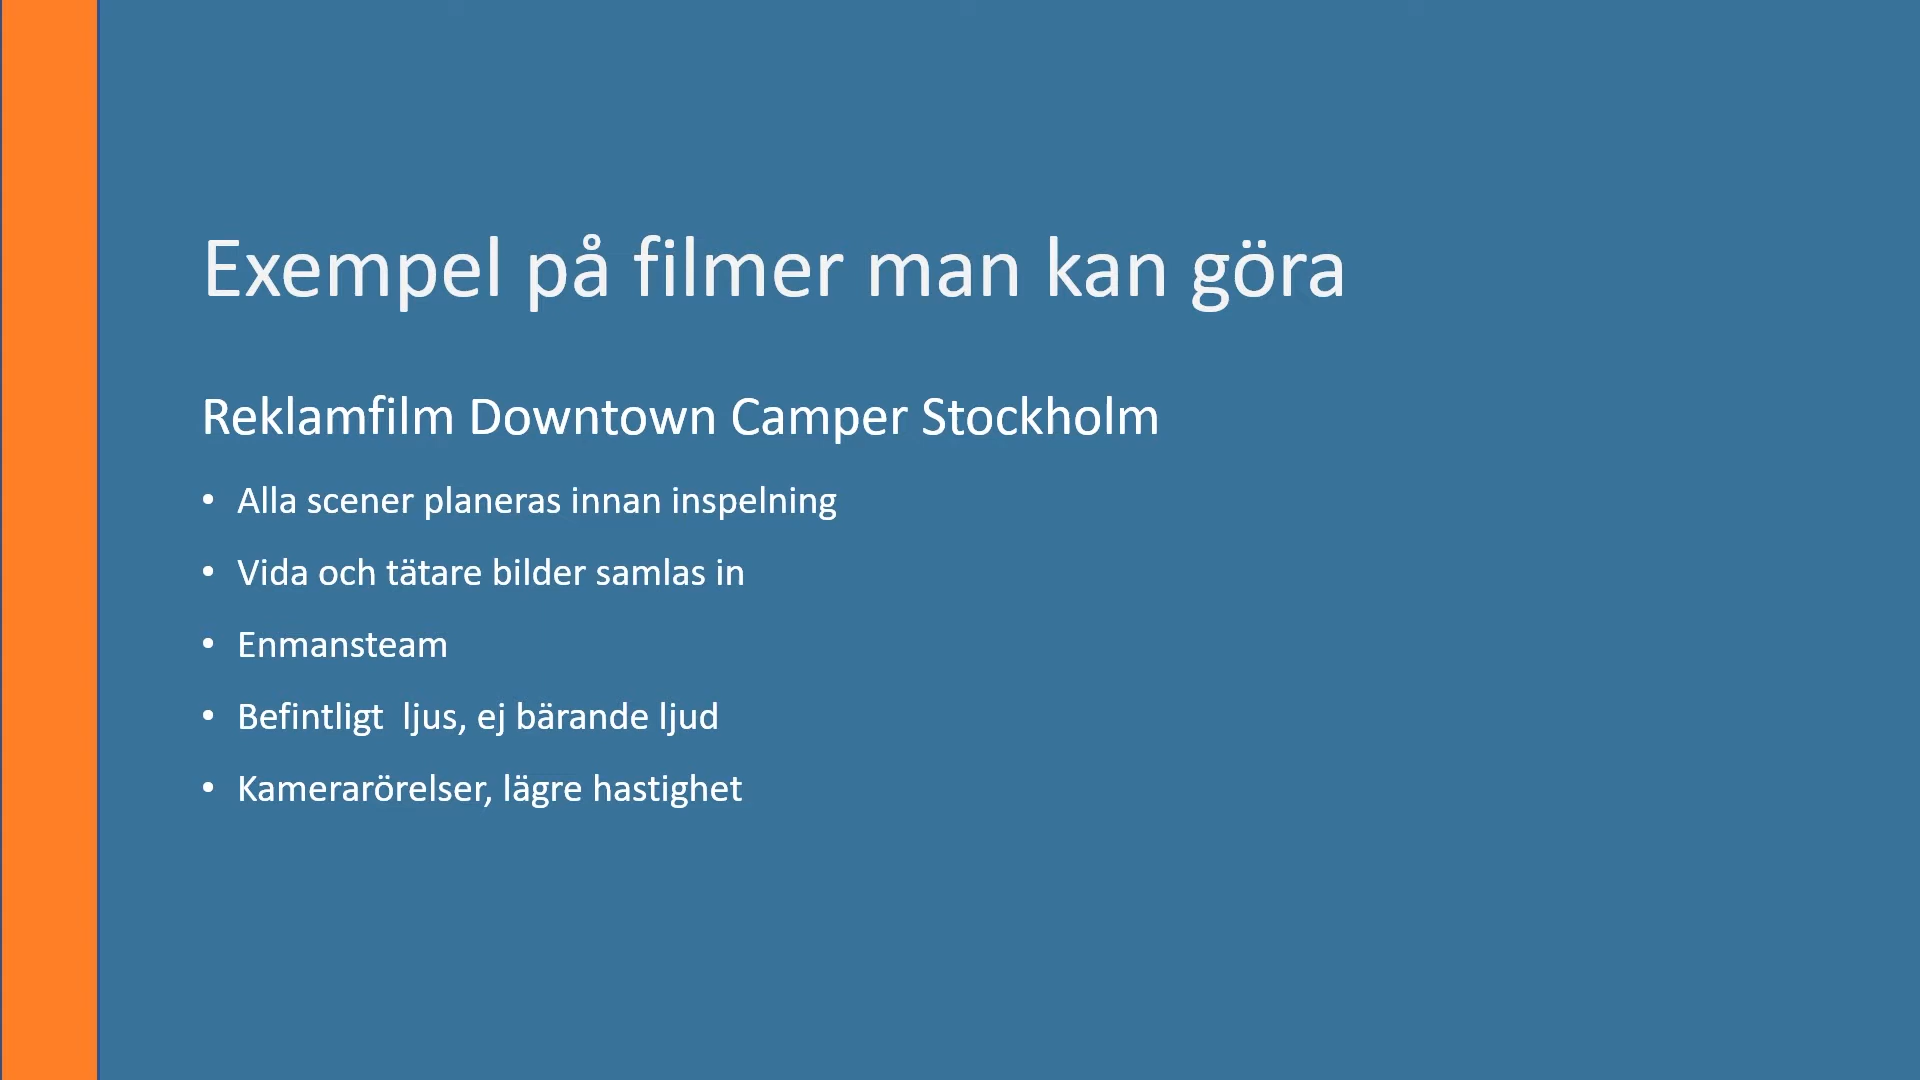 Exempel på filmer man kan göra
Reklamfilm Downtown Camper Stockholm
• Alla scener planeras innan inspelning
• Vida och tätare bilder samlas in
• Enmansteam
• Befintligt  ljus, ej bärande ljud
• Kamerarörelser, lägre hastighet